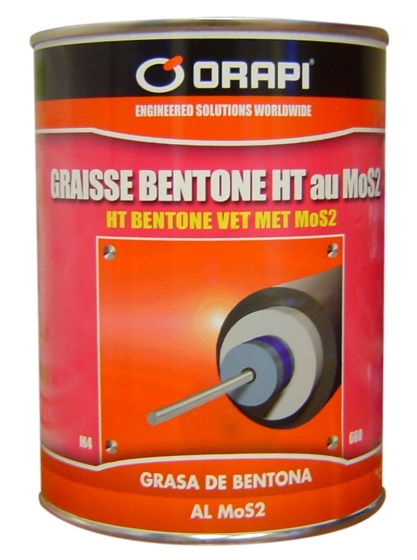 ORAPI®
ENGINEERED SOLUTIONS WORLDWIDE
GRAISSE BENTONE HT au MoS2
HT BENTONE VET MET MoS2
M4
660
GRASA DE BENTONA
AL MoS2